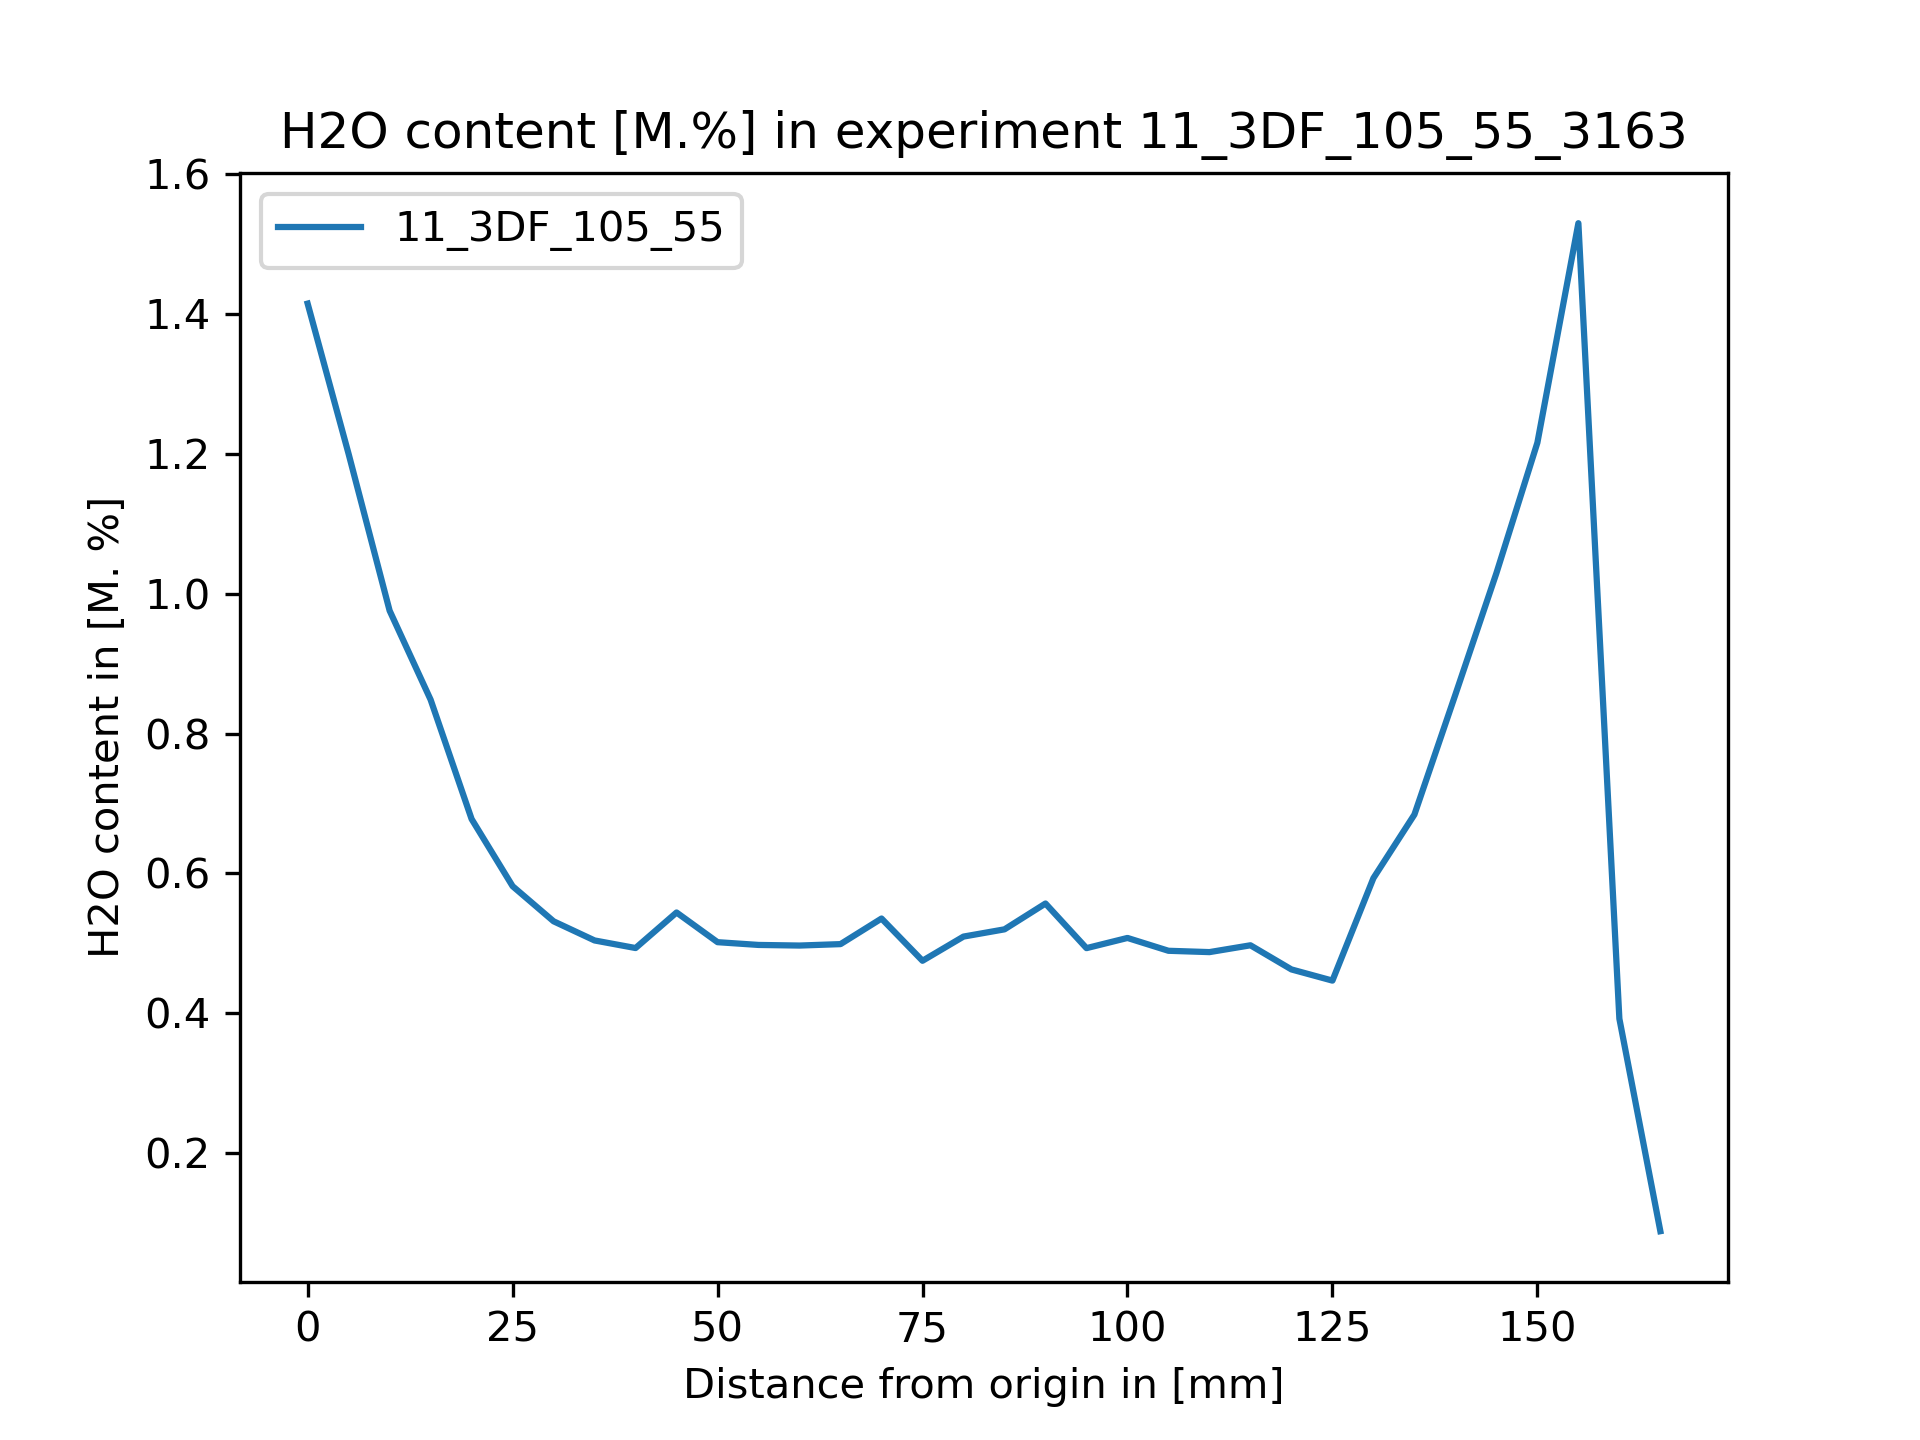 H2O content [M.%] in experiment 11_3DF_105_55_3163
11_3DF_105_55
H2O content in [M. %]
1.6
1.4
1.2
1.0
0.8
0.6
0.4
0.2
0 25 50 75 100 125 150
Distance from origin in [mm]